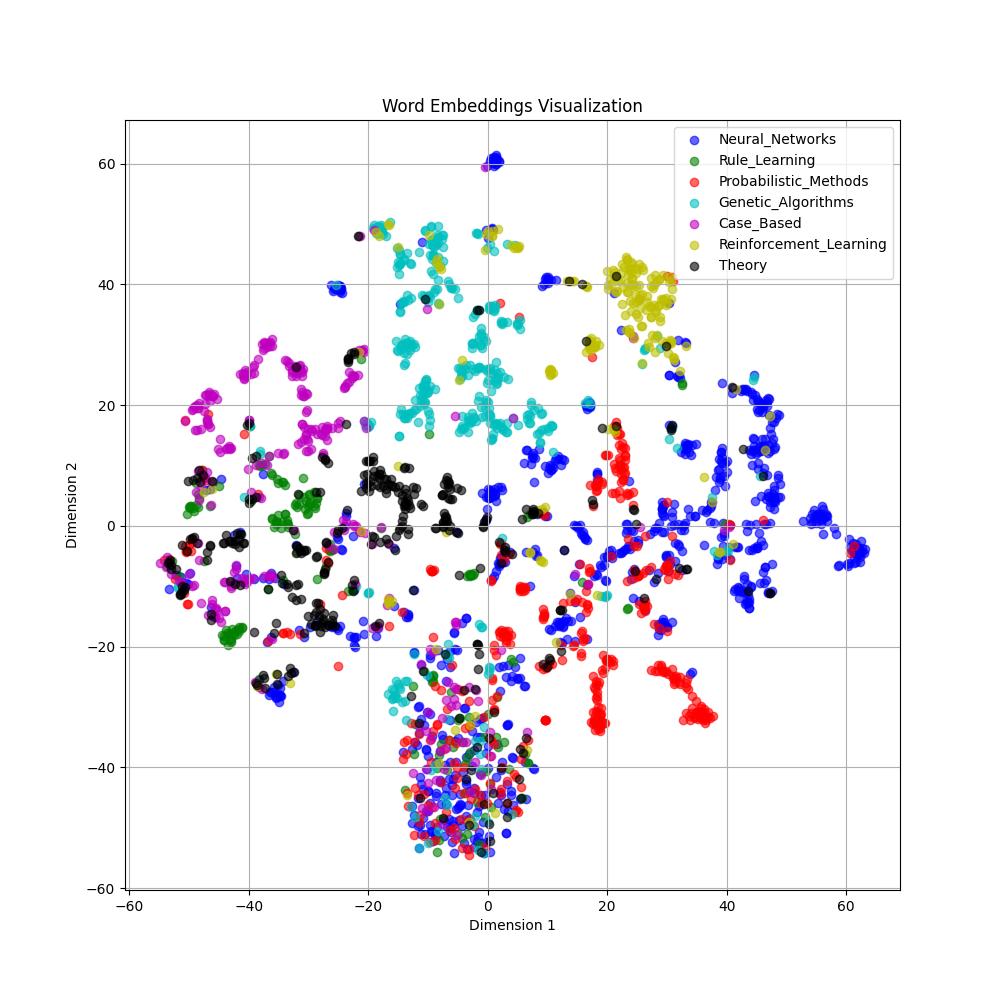 Word Embeddings Visualization
Neural_Networks
Rule_Learning
Probabilistic_Methods
Genetic_Algorithms
Case_Based
Reinforcement_Learning
Theory
60
40
20
0
−20
−40
−60
Dimension 2
−60 −40 −20 0 20 40 60
Dimension 1